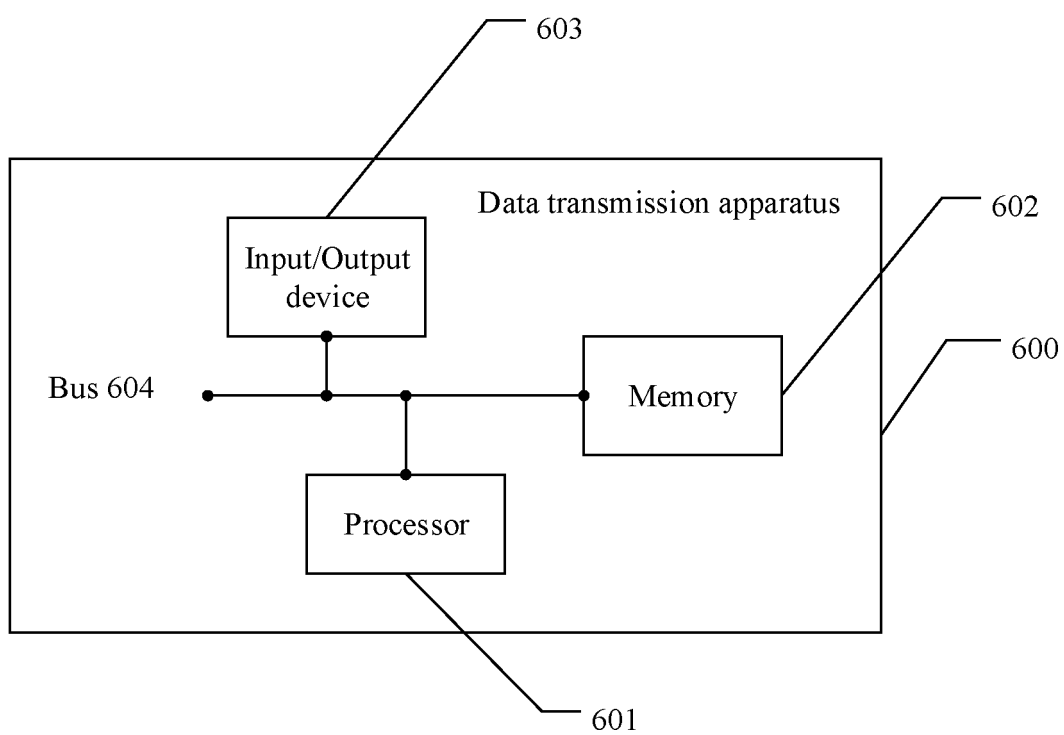 603
Data transmission apparatus
602
Input/Output
device
600
Bus 604
Memory
Processor
601